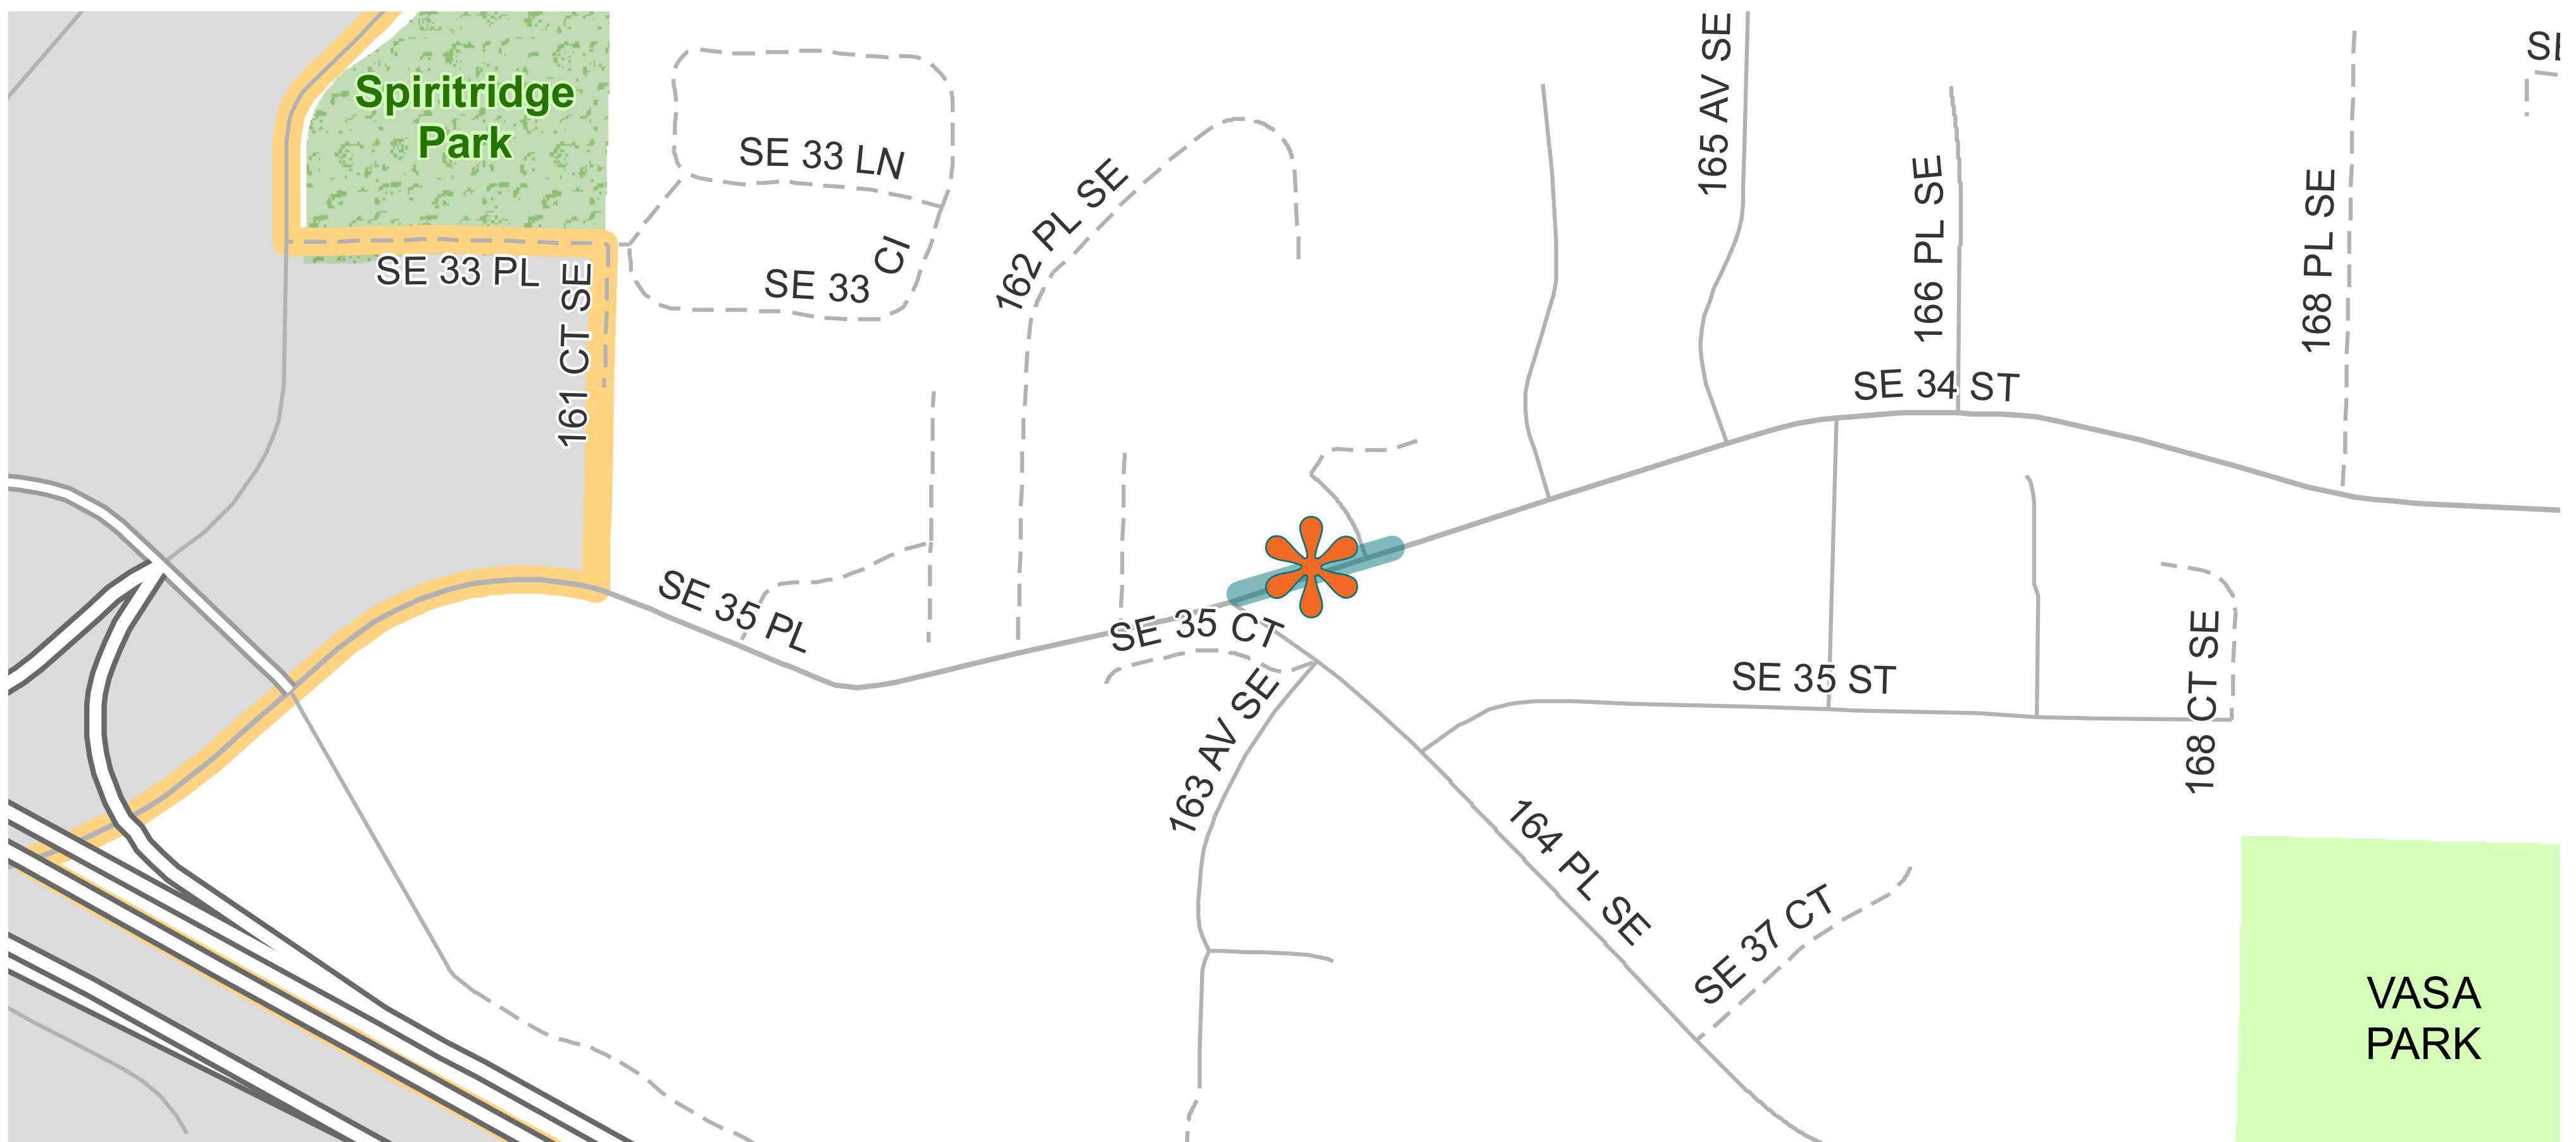 SE
165 AV SE
Spiritridge
Park
SE 33 LN
162 PL SE
166 PL SE
168 PL SE
SE 33 PL
161 CT SE
SE 33 CI
SE 34 ST
SE 35 PL
SE 35 CT
163 AV SE
SE 35 ST
168 CT SE
164 PL SE
SE 37 CT
VASA
PARK